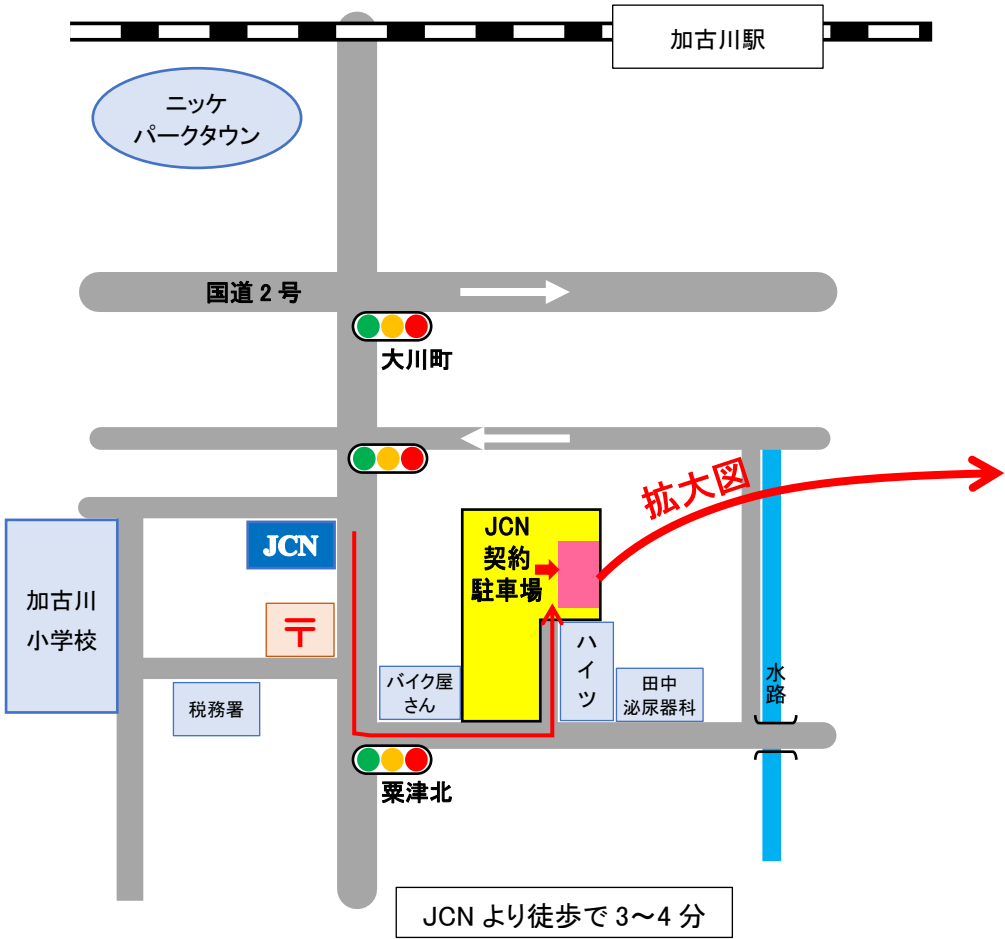 加古川駅
ニッケ
パークタウン
国道2号
大川町
拡大図
JCN
契約
駐車場
JCN
加古川
小学校
〒
ハ
イ
ツ
バイク屋
さん
田中
泌尿器科
水
路
税務署
粟津北
JCN より徒歩で 3～4 分